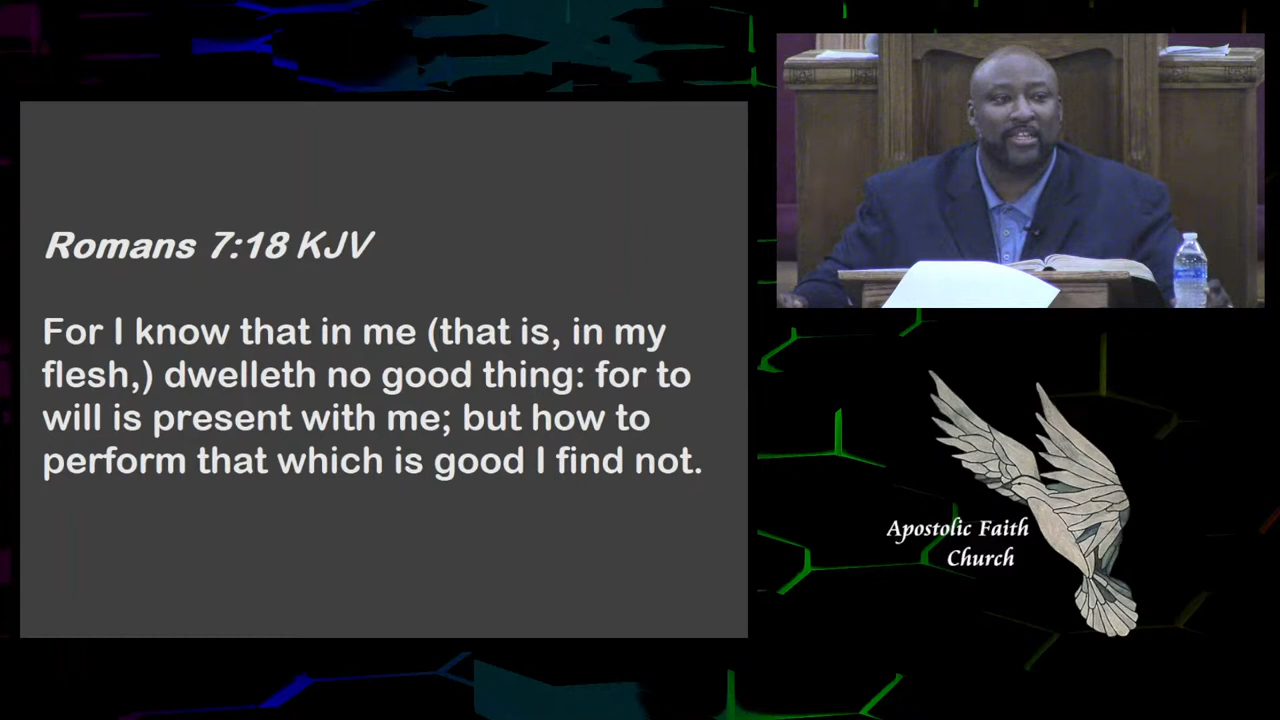 Romans 7:18 KJV
For I know that in me (that is, in my
flesh,) dwelleth no good thing: for to
will is present with me; but how to
perform that which is good I find not.
Apostolic Faith
Church